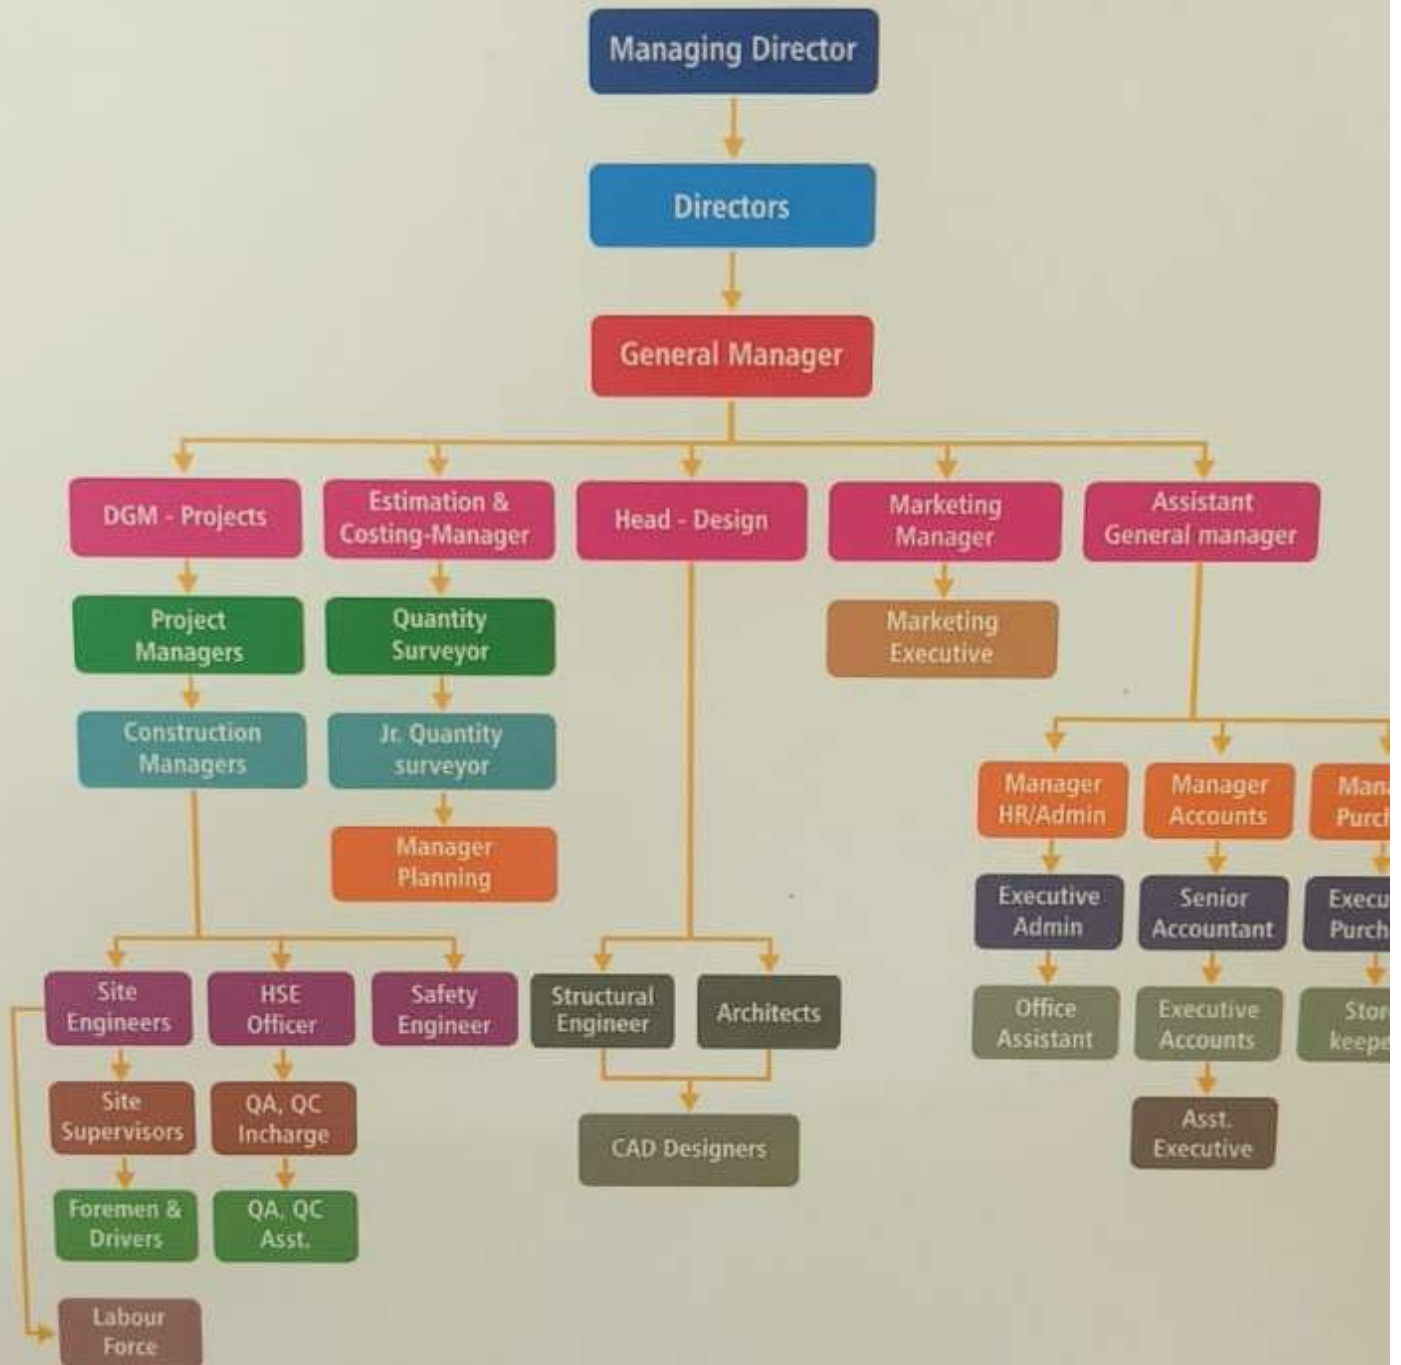 Managing Director
Directors
General Manager
DGM - Projects
Estimation &
Costing-Manager
Head - Design
Marketing
Manager
Assistant
General manager
Project
Managers
Quantity
Surveyor
Marketing
Executive
Construction
Managers
Jr. Quantity
surveyor
Manager
Planning
Manager
HR/Admin
Manager
Accounts
Executive
Admin
Senior
Accountant
Site
Engineers
HSE
Officer
Safety
Engineer
Structural
Engineer
Architects
Office
Assistant
Executive
Accounts
Site
Supervisors
QA, QC
Incharge
CAD Designers
Asst.
Executive
Foremen &
Drivers
QA, QC
Asst.
Labour
Force